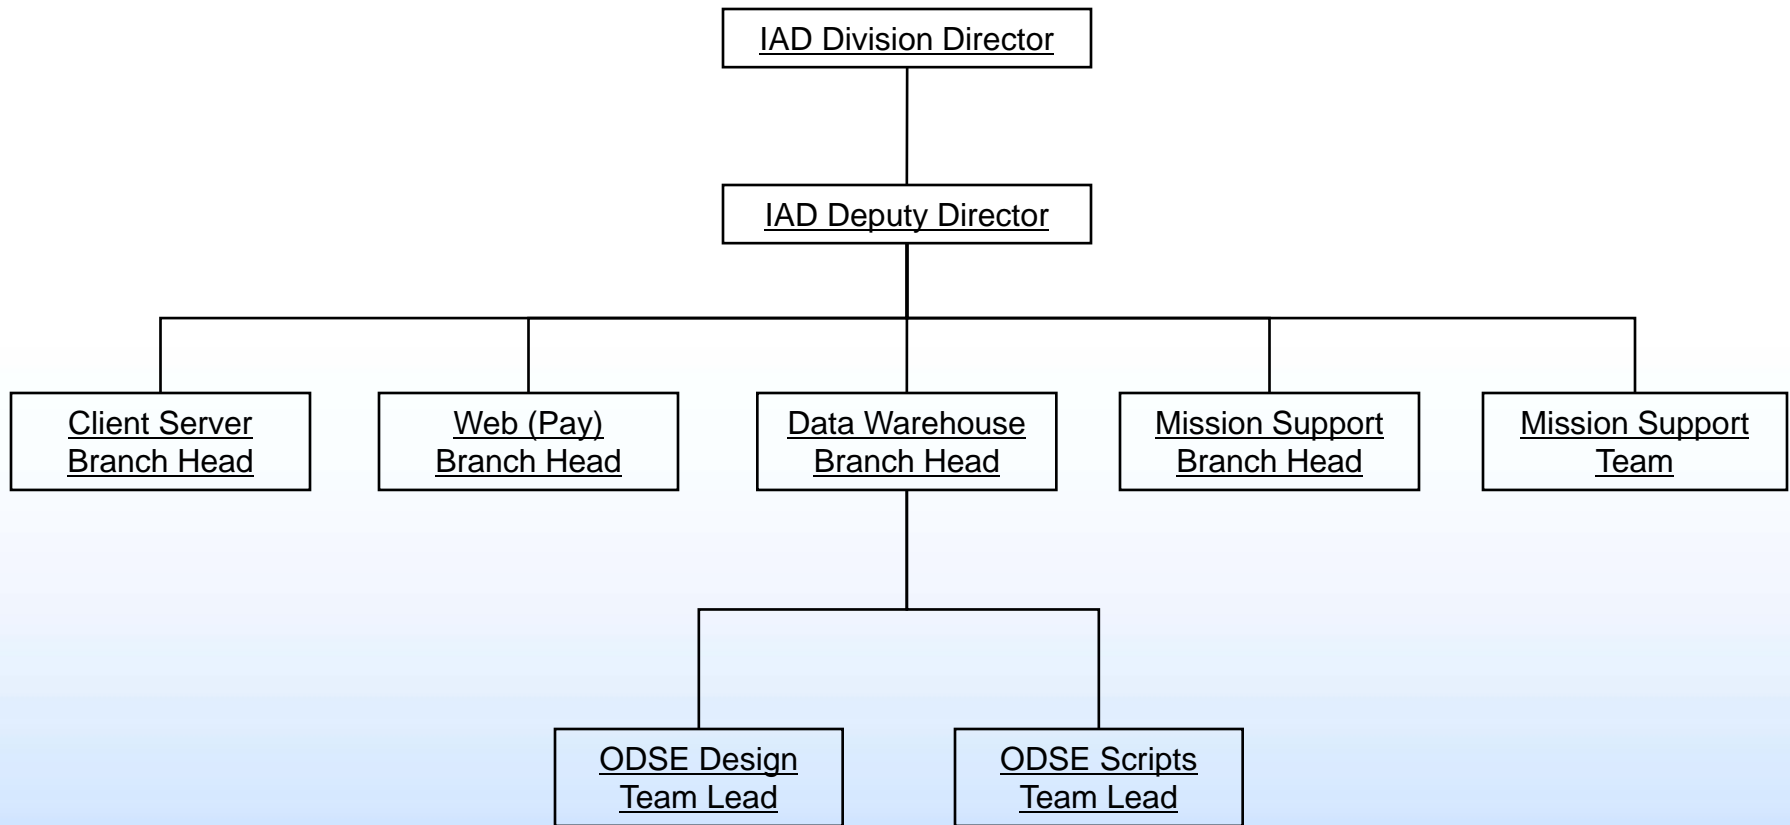 IAD Division Director
IAD Deputy Director
Client Server
Branch Head
Web (Pay)
Branch Head
Data Warehouse
Branch Head
Mission Support
Branch Head
Mission Support
Team
ODSE Design
Team Lead
ODSE Scripts
Team Lead